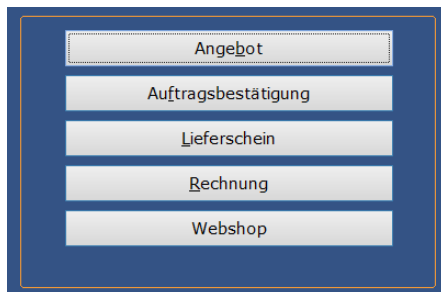 Angebot
Auftragsbestätigung
Lieferschein
Rechnung
Webshop